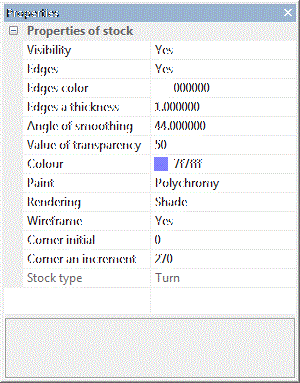 Properties
Properties of stock
Visibility Yes
Edges Yes
Edges color 000000
Edges a thickness 1.000000
Angle of smoothing 44.000000
Value of transparency 50
Colour 7f7fff
Paint Polychromy
Rendering Shade
Wireframe Yes
Corner initial 0
Corner an increment 270
Stock type Turn